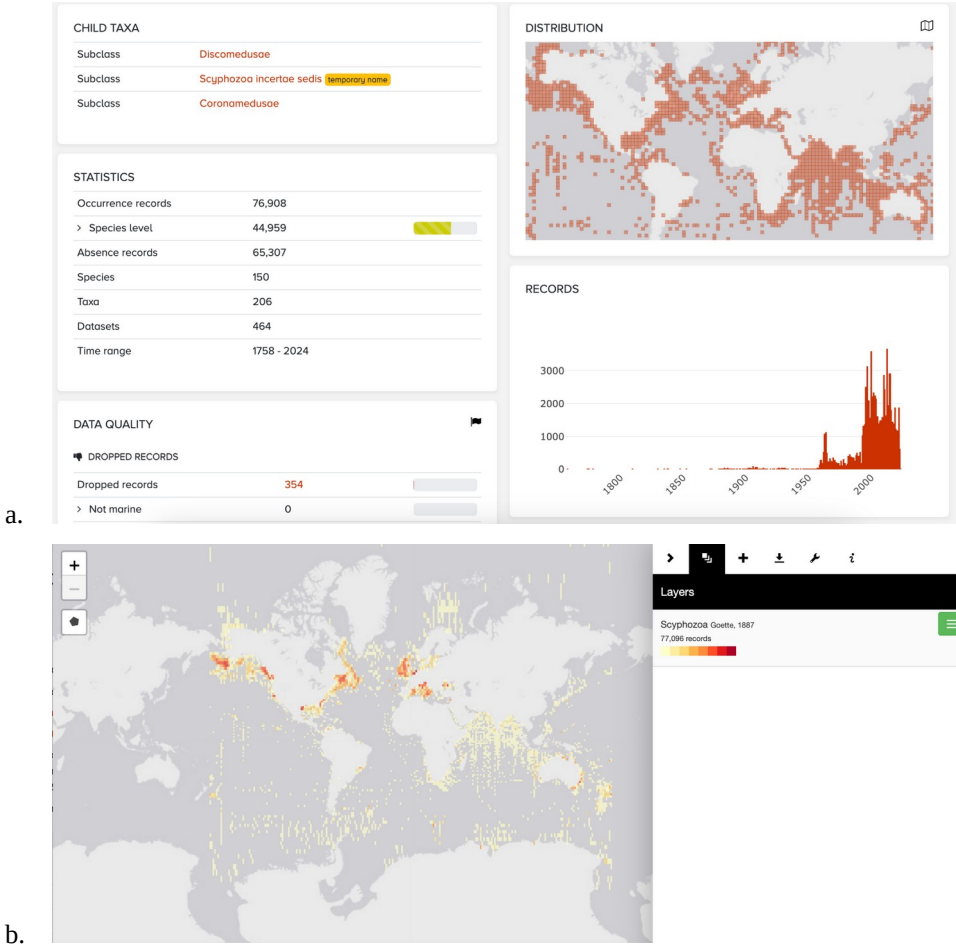 CHILD TAXA
Subclass Discomedusae
Subclass Scyphozoa incertae sedis temporary name
Subclass Coronamedusae
STATISTICS
Occurrence records 76,908
> Species level 44,959
Absence records 65,307
Species 150
Taxa 206
Datasets 464
Time range 1758 - 2024
DATA QUALITY
DROPPED RECORDS
Dropped records 354
> Not marine 0
DISTRIBUTION
RECORDS
3000
2000
1000
0
1800 1850 1900 1950 2000
a.
+
−
Layers
Scyphozoa Goette, 1887
77,096 records
b.